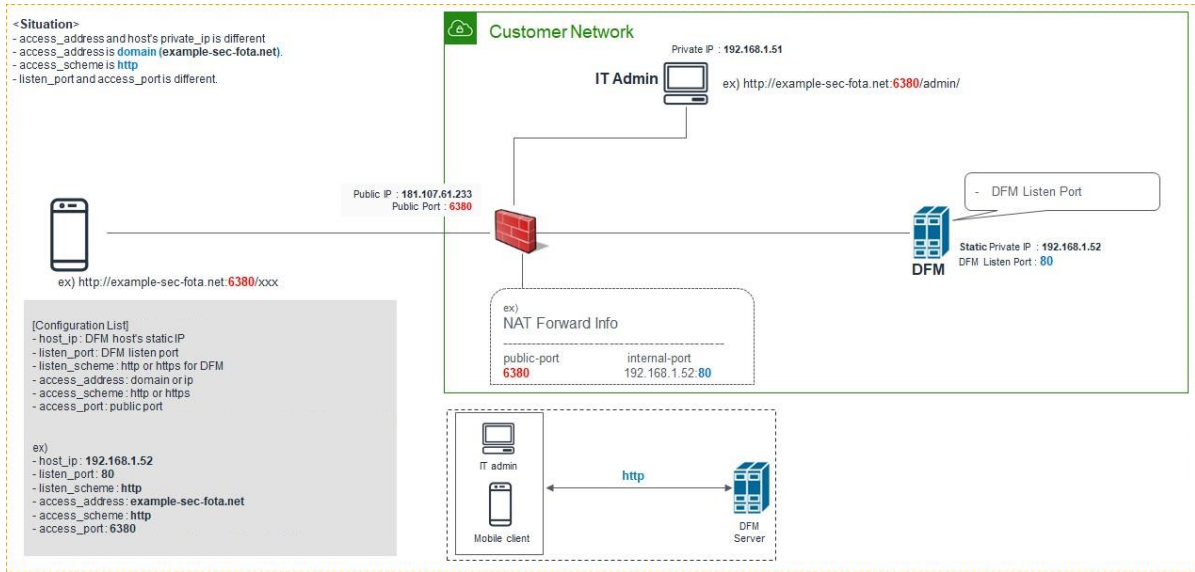 <Situation>
- access_address and host's private_ip is different
- access_address is domain (example-sec-fota.net).
- access_scheme is http
- listen_port and access_port is different.
Customer Network
Private IP : 192.168.1.51
IT Admin
ex) http://example-sec-fota.net:6380/admin/
Public IP : 181.107.61.233
Public Port : 6380
- DFM Listen Port
Static Private IP : 192.168.1.52
DFM Listen Port : 80
DFM
ex) http://example-sec-fota.net:6380/xxx
ex)
NAT Forward Info
public-port internal-port
6380 192.168.1.52:80
[Configuration List]
- host_ip : DFM host's static IP
- listen_port : DFM listen port
- listen_scheme : http or https for DFM
- access_address : domain or ip
- access_scheme : http or https
- access_port : public port
ex)
- host_ip : 192.168.1.52
- listen_port : 80
- listen_scheme : http
- access_address : example-sec-fota.net
- access_scheme : http
- access_port : 6380
IT admin
http
Mobile client
DFM
Server